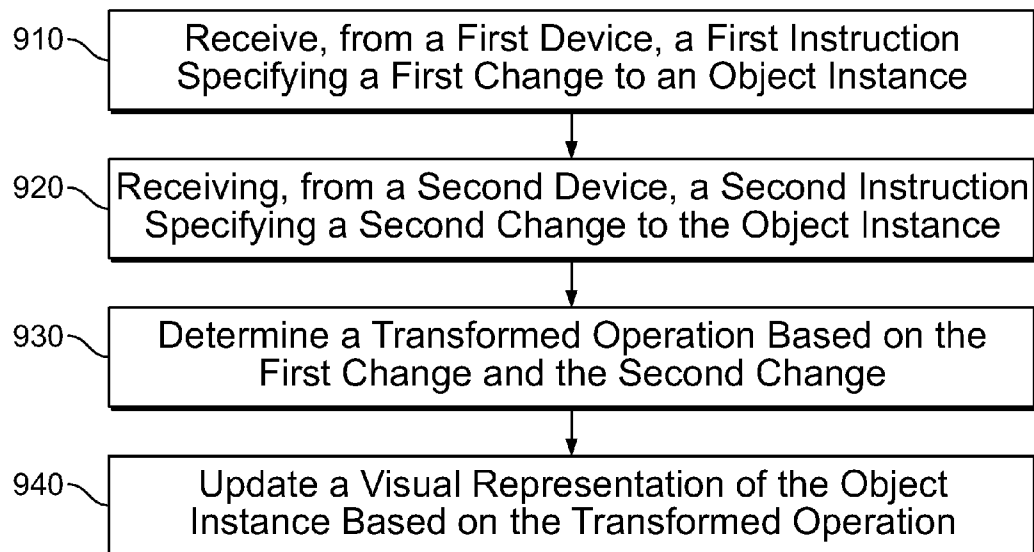 910
Receive, from a First Device, a First Instruction
Specifying a First Change to an Object Instance
920
Receiving, from a Second Device, a Second Instruction
Specifying a Second Change to the Object Instance
930
Determine a Transformed Operation Based on the
First Change and the Second Change
940
Update a Visual Representation of the Object
Instance Based on the Transformed Operation